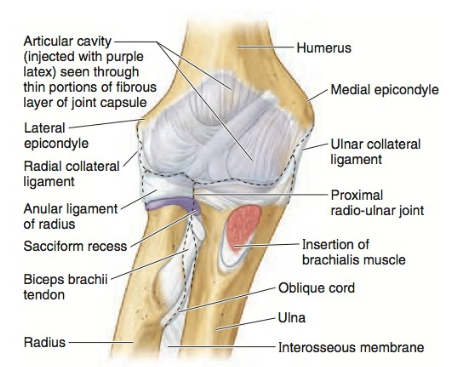 Articular cavity
(injected with purple
latex) seen through
thin portions of fibrous
layer of joint capsule
Lateral
epicondyle
Radial collateral
ligament
Anular ligament
of radius
Sacciform recess
Biceps brachii
tendon
Radius
Humerus
Medial epicondyle
Ulnar collateral
ligament
Proximal
radio-ulnar joint
Insertion of
brachialis muscle
Oblique cord
Ulna
Interosseous membrane